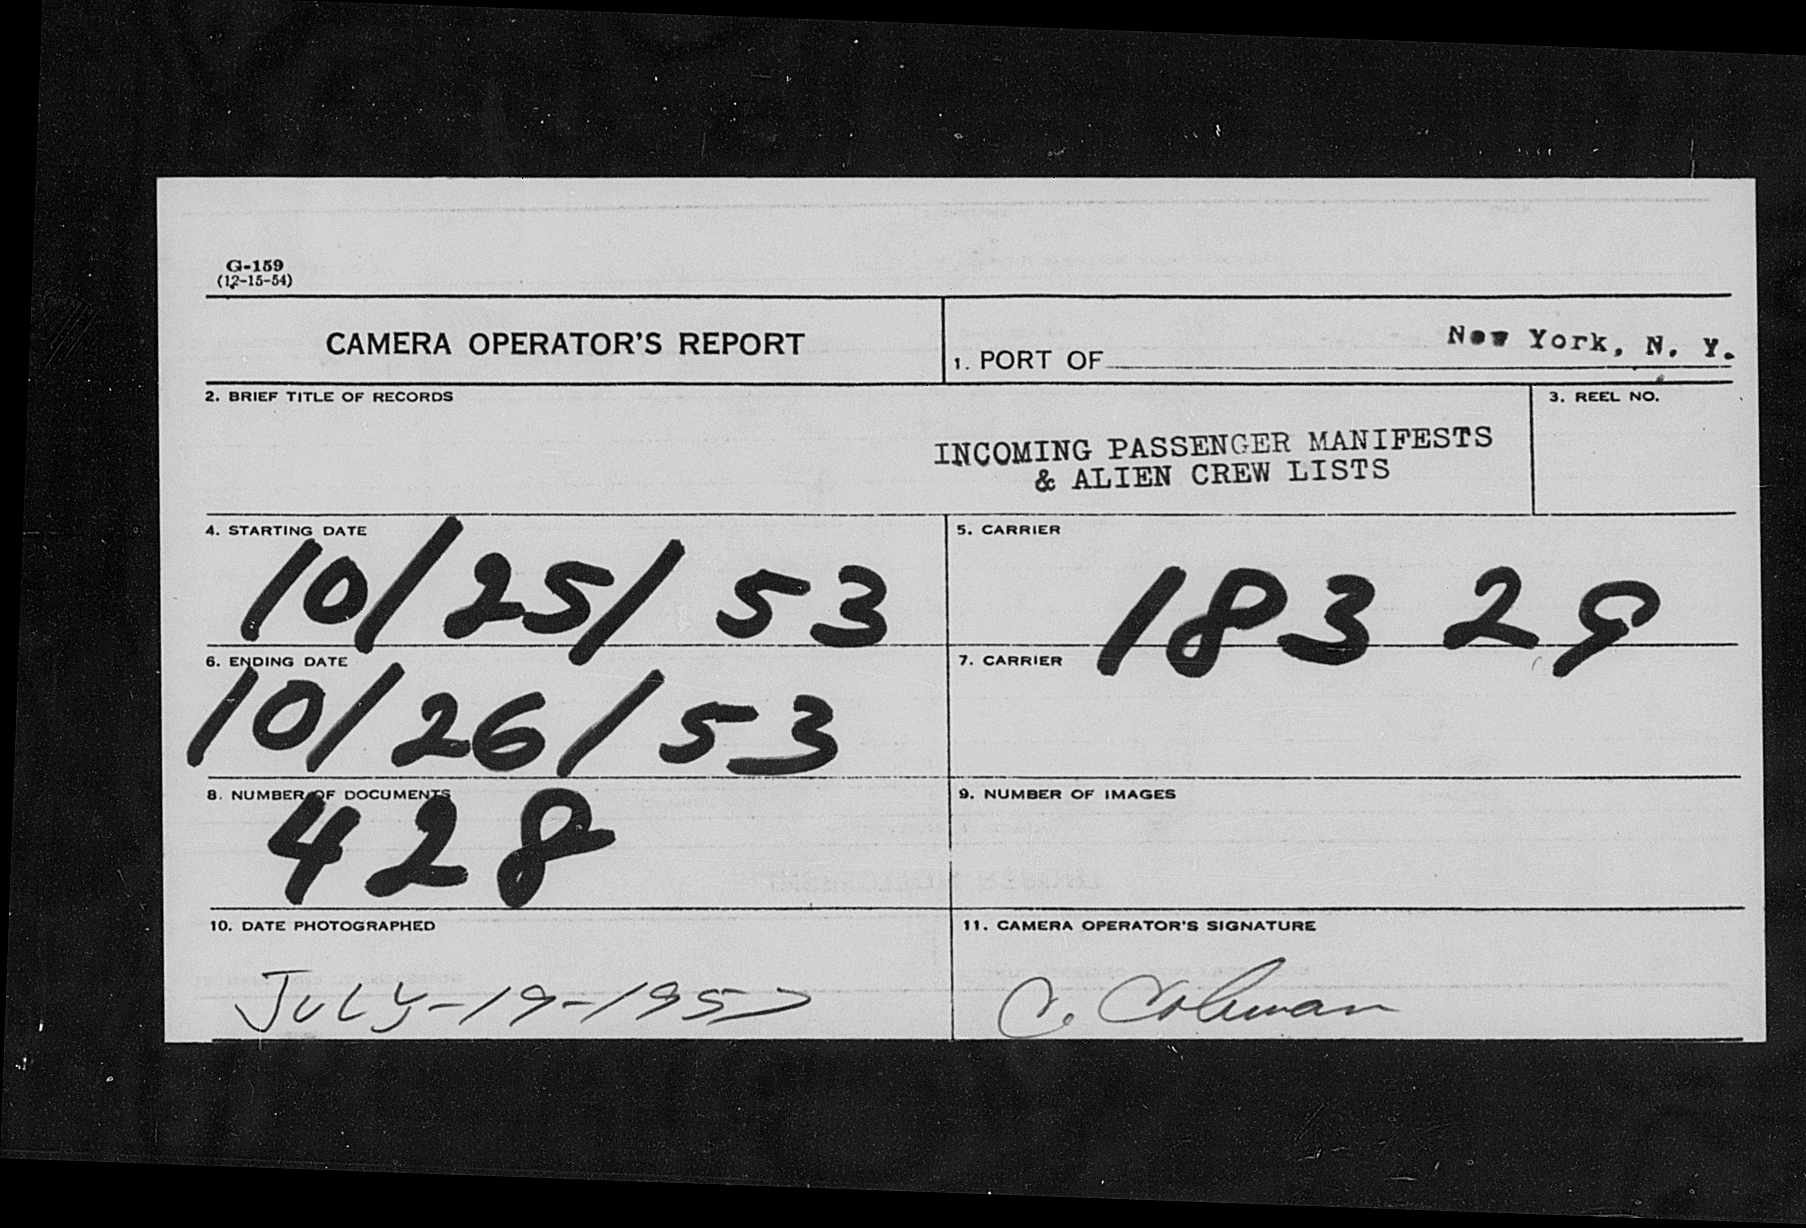 G-159
(12-15-54)
CAMERA OPERATOR'S REPORT
1. PORT OF New York, N. Y.
2. BRIEF TITLE OF RECORDS
3. REEL NO.
INCOMING PASSENGER MANIFESTS
& ALIEN CREW LISTS
4. STARTING DATE
10/25/53
5. CARRIER
18329
6. ENDING DATE
10/26/53
7. CARRIER
8. NUMBER OF DOCUMENTS
428
9. NUMBER OF IMAGES
10. DATE PHOTOGRAPHED
July-19-1957
11. CAMERA OPERATOR'S SIGNATURE
C. Coleman